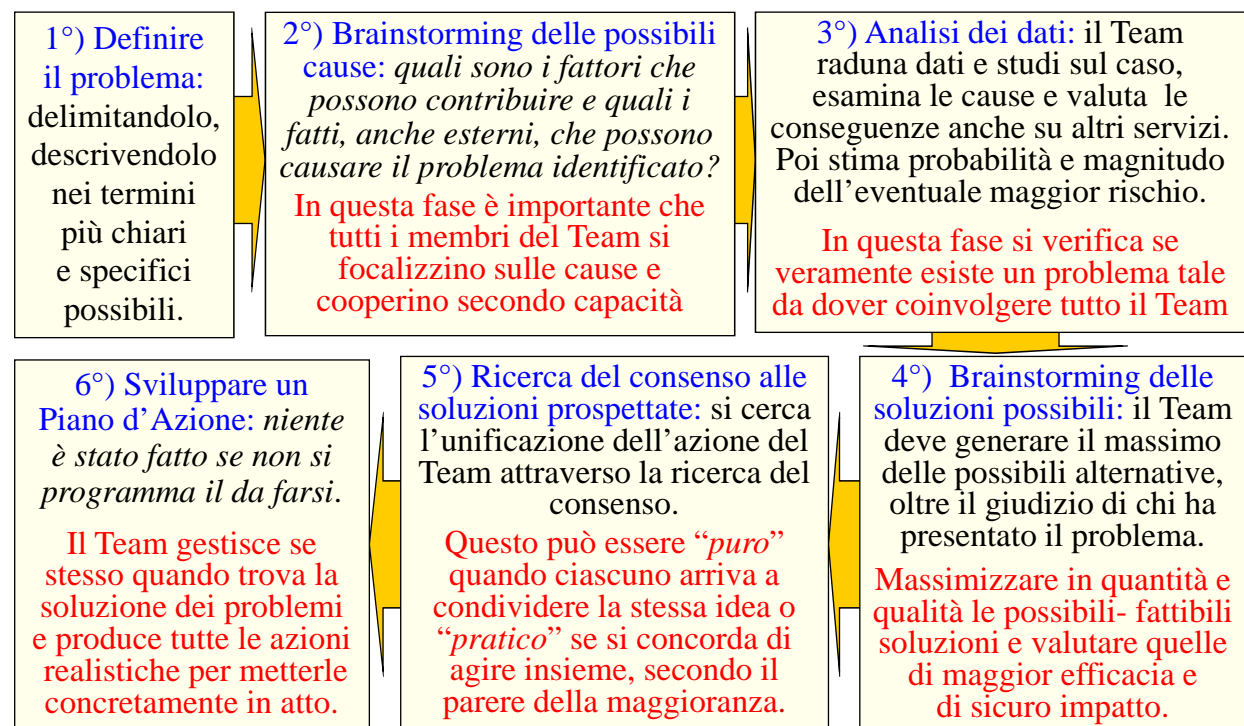 1°) Definire
il problema:
delimitandolo,
descrivendolo
nei termini
più chiari
e specifici
possibili.
2°) Brainstorming delle possibili
cause: quali sono i fattori che
possono contribuire e quali i
fatti, anche esterni, che possono
causare il problema identificato?
In questa fase è importante che
tutti i membri del Team si
focalizzino sulle cause e
cooperino secondo capacità
3°) Analisi dei dati: il Team
raduna dati e studi sul caso,
esamina le cause e valuta le
conseguenze anche su altri servizi.
Poi stima probabilità e magnitudo
dell’eventuale maggior rischio.
In questa fase si verifica se
veramente esiste un problema tale
da dover coinvolgere tutto il Team
4°) Brainstorming delle
soluzioni possibili: il Team
deve generare il massimo
delle possibili alternative,
oltre il giudizio di chi ha
presentato il problema.
Massimizzare in quantità e
qualità le possibili- fattibili
soluzioni e valutare quelle
di maggior efficacia e
di sicuro impatto.
5°) Ricerca del consenso alle
soluzioni prospettate: si cerca
l’unificazione dell’azione del
Team attraverso la ricerca del
consenso.
Questo può essere “puro”
quando ciascuno arriva a
condividere la stessa idea o
“pratico” se si concorda di
agire insieme, secondo il
parere della maggioranza.
6°) Sviluppare un
Piano d’Azione: niente
è stato fatto se non si
programma il da farsi.
Il Team gestisce se
stesso quando trova la
soluzione dei problemi
e produce tutte le azioni
realistiche per metterle
concretamente in atto.